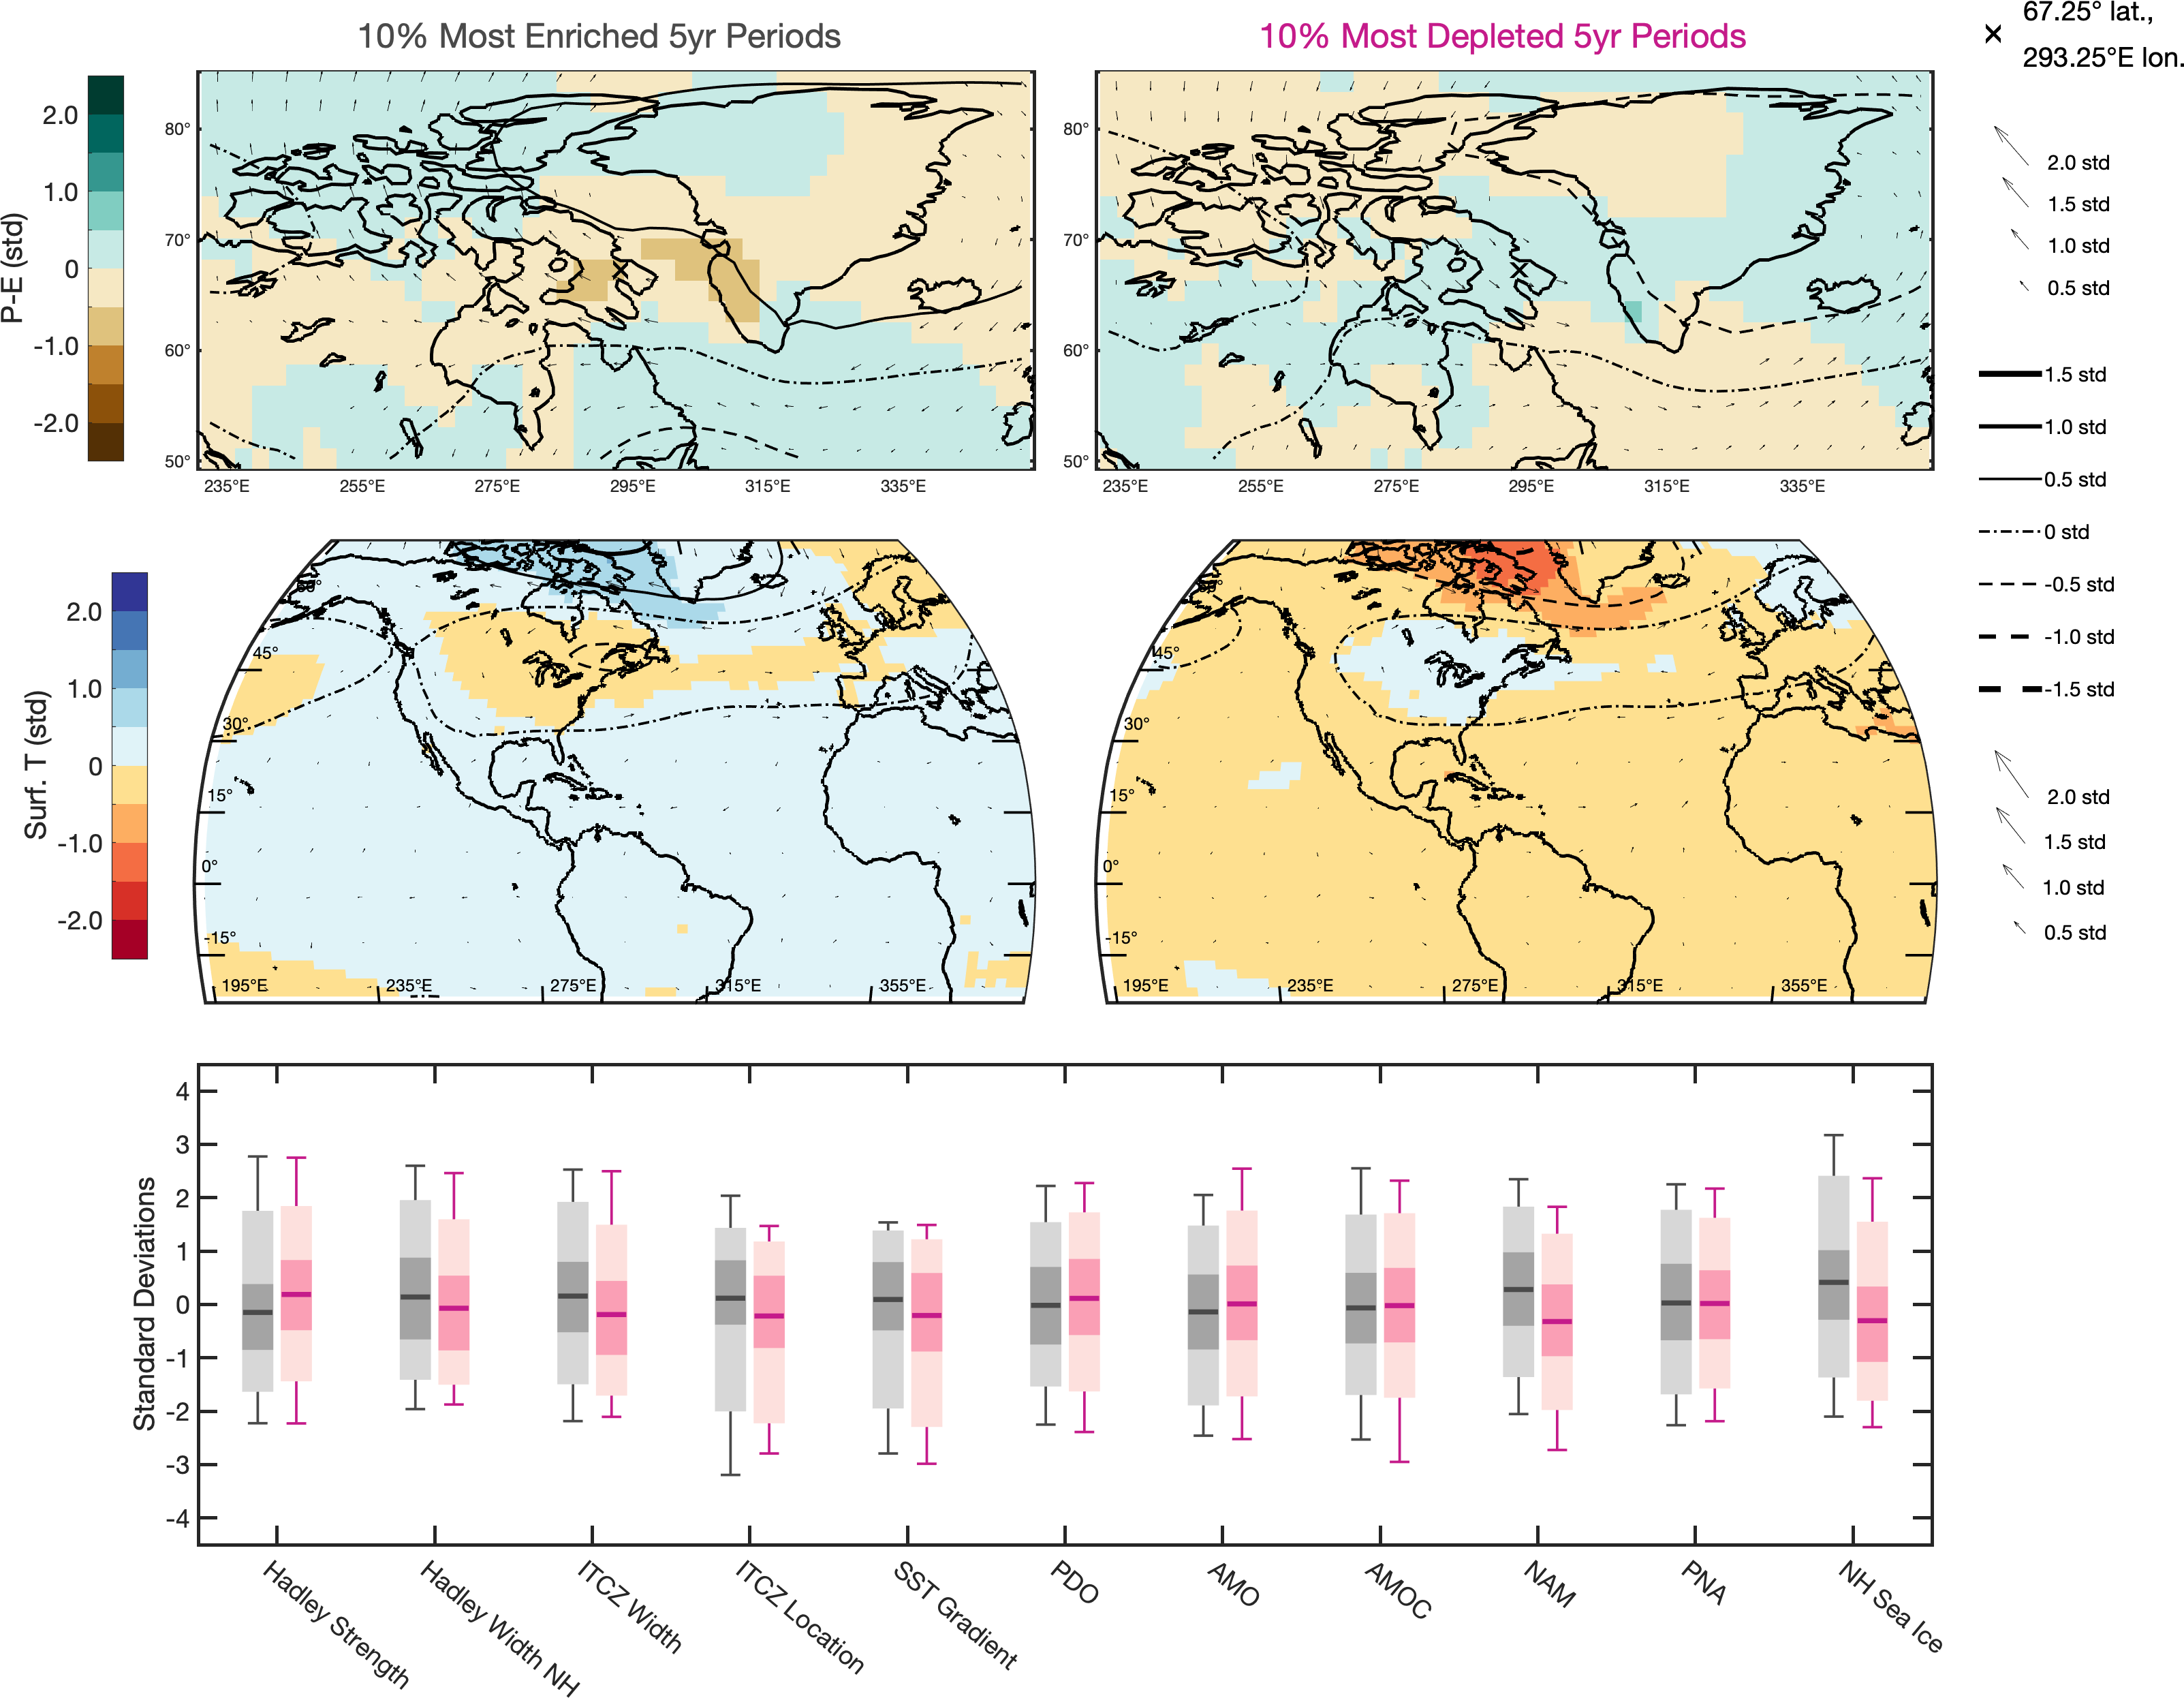 10% Most Enriched 5yr Periods
10% Most Depleted 5yr Periods
67.25° lat.,
293.25°E lon.
P-E (std)
2.0
1.0
0
-1.0
-2.0
80°
70°
60°
50°
235°E 255°E 275°E 295°E 315°E 335°E
80°
70°
60°
50°
235°E 255°E 275°E 295°E 315°E 335°E
2.0 std
1.5 std
1.0 std
0.5 std
1.5 std
1.0 std
0.5 std
0 std
-0.5 std
-1.0 std
-1.5 std
Surf. T (std)
2.0
1.0
0
-1.0
-2.0
45°
30°
15°
0°
-15°
195°E 235°E 275°E 315°E 355°E
45°
30°
15°
0°
-15°
195°E 235°E 275°E 315°E 355°E
2.0 std
1.5 std
1.0 std
0.5 std
Standard Deviations
4
3
2
1
0
-1
-2
-3
-4
Hadley Strength
Hadley Width NH
ITCZ Width
ITCZ Location
SST Gradient
PDO
AMO
AMOC
NAM
PNA
NH Sea Ice